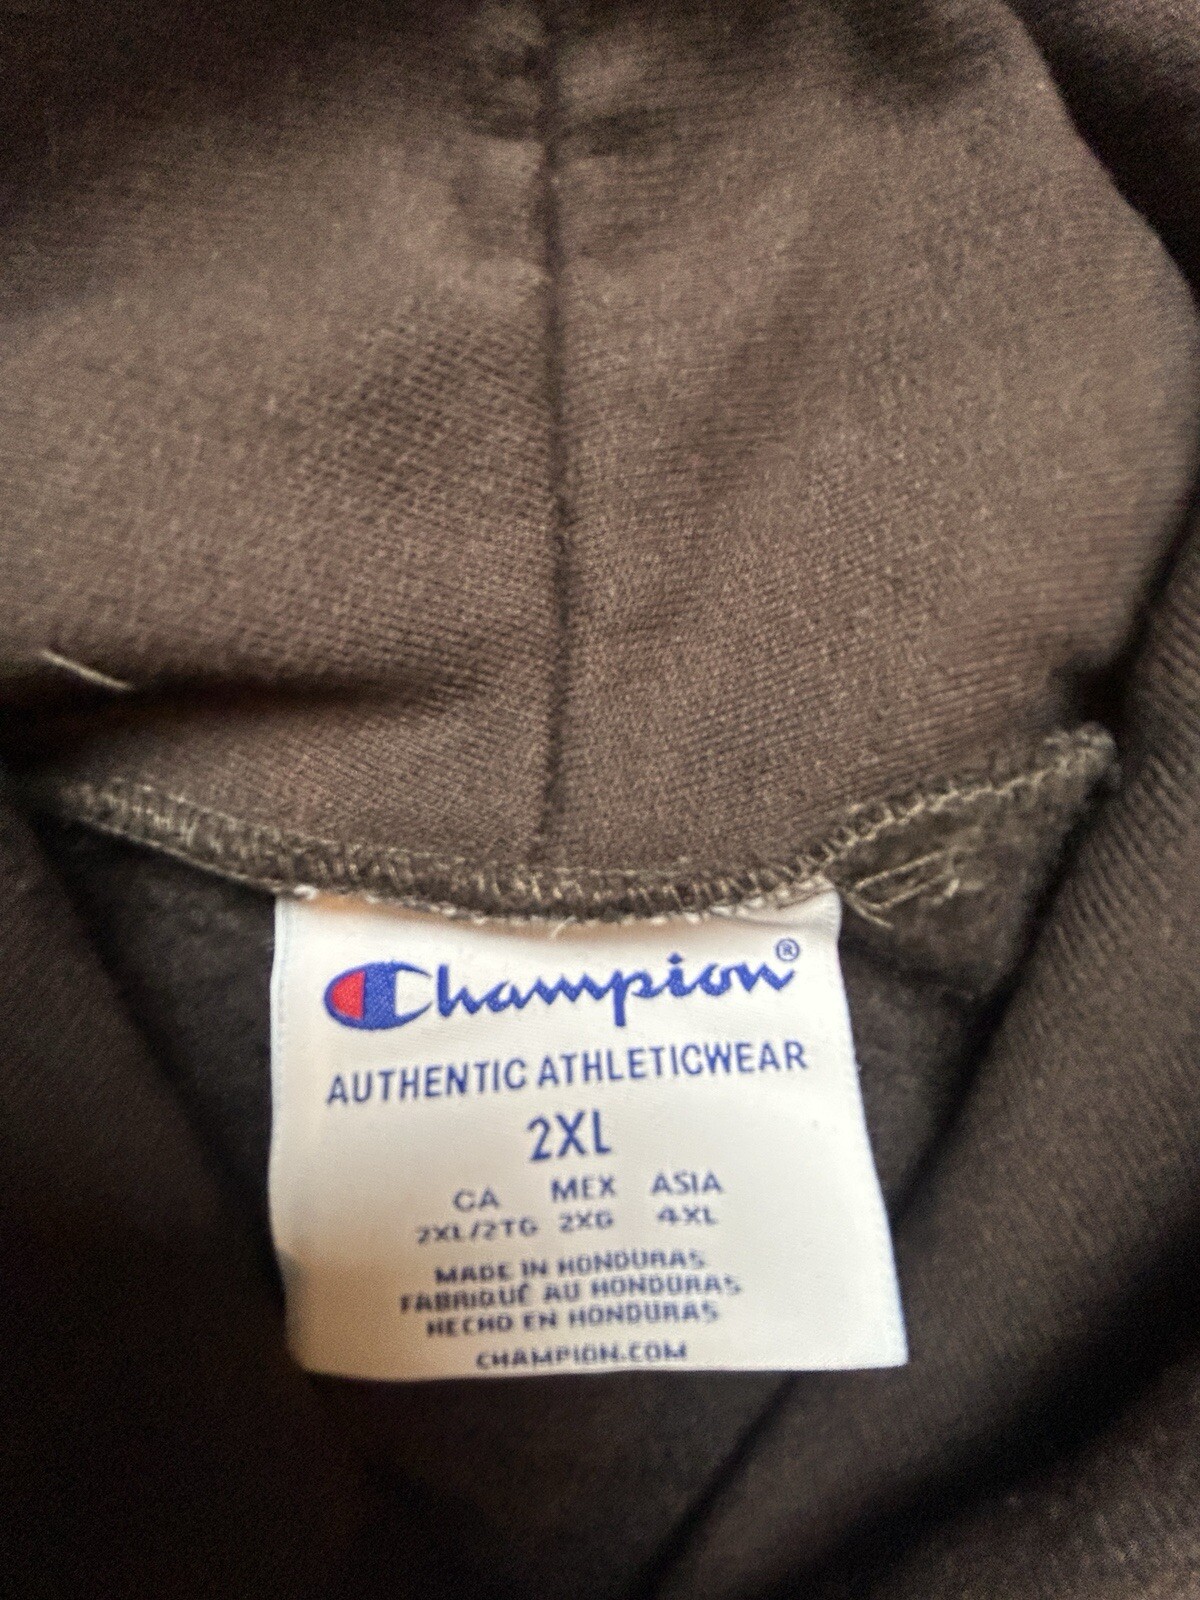 Champion®
AUTHENTIC ATHLETICWEAR
2XL
CA MEX ASIA
2XL/2TG 2XG 4XL
MADE IN HONDURAS
FABRIQUÉ AU HONDURAS
HECHO EN HONDURAS
CHAMPION.COM